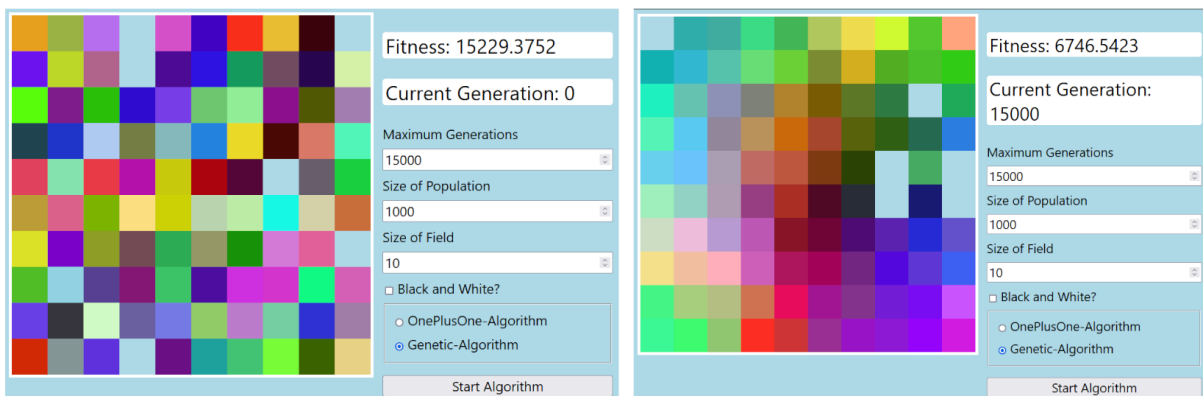 Fitness: 15229.3752
Current Generation: 0
Maximum Generations
15000
Size of Population
1000
Size of Field
10
Black and White?
OnePlusOne-Algorithm
Genetic-Algorithm
Start Algorithm
Fitness: 6746.5423
Current Generation:
15000
Maximum Generations
15000
Size of Population
1000
Size of Field
10
Black and White?
OnePlusOne-Algorithm
Genetic-Algorithm
Start Algorithm